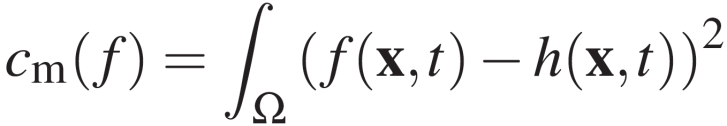 c_m(f) = ∫_Ω (f(𝐱,t) − h(𝐱,t))²